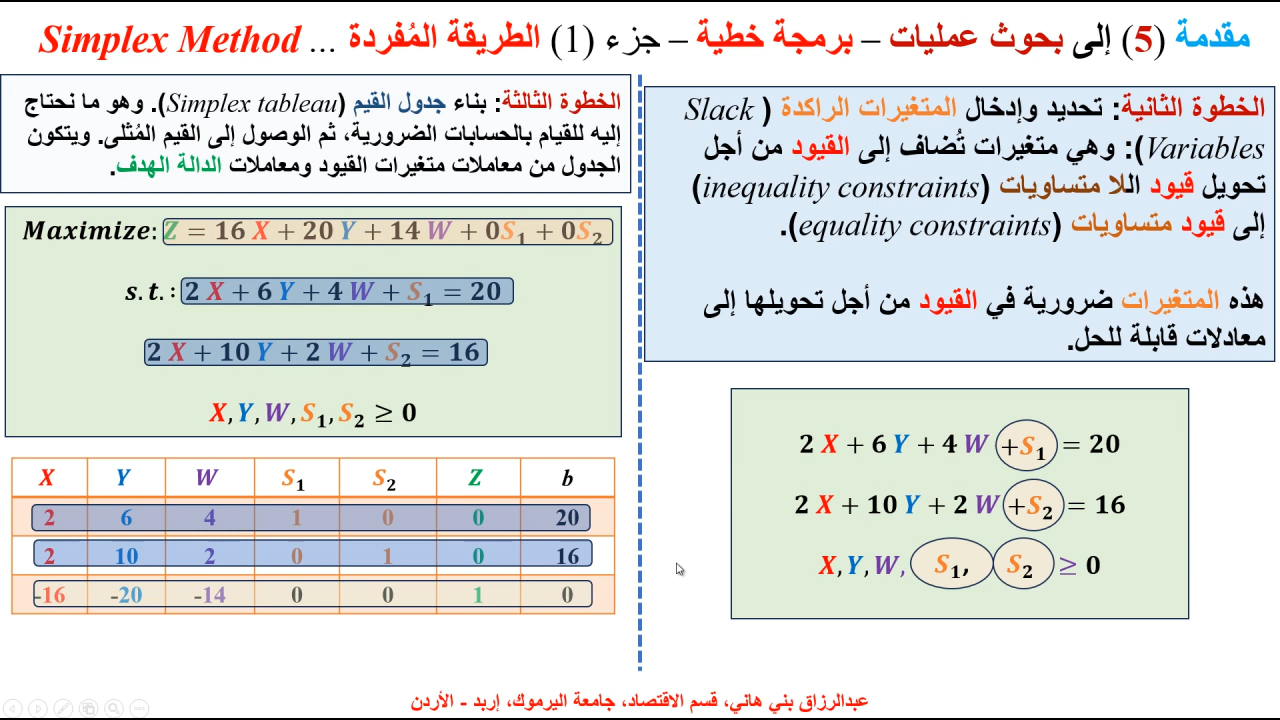 مقدمة (5) إلى بحوث عمليات – برمجة خطية – جزء (1) الطريقة المُفردة ... Simplex Method
الخطوة الثانية: تحديد وإدخال المتغيرات الراكدة ( Slack
Variables): وهي متغيرات تُضاف إلى القيود من أجل
تحويل قيود اللا متساويات (inequality constraints)
إلى قيود متساويات (equality constraints).
هذه المتغيرات ضرورية في القيود من أجل تحويلها إلى
معادلات قابلة للحل.
2 X + 6 Y + 4 W +S₁ = 20
2 X + 10 Y + 2 W +S₂ = 16
X, Y, W, S₁, S₂ ≥ 0
الخطوة الثالثة: بناء جدول القيم (Simplex tableau). وهو ما نحتاج
إليه للقيام بالحسابات الضرورية، ثم الوصول إلى القيم المُثلى. ويتكون
الجدول من معاملات متغيرات القيود ومعاملات الدالة الهدف.
Maximize: Z = 16 X + 20 Y + 14 W + 0S₁ + 0S₂
s.t.: 2 X + 6 Y + 4 W + S₁ = 20
2 X + 10 Y + 2 W + S₂ = 16
X, Y, W, S₁, S₂ ≥ 0
X Y W S₁ S₂ Z b
2 6 4 1 0 0 20
2 10 2 0 1 0 16
-16 -20 -14 0 0 1 0
عبدالرزاق بني هاني، قسم الاقتصاد، جامعة اليرموك، إربد - الأردن